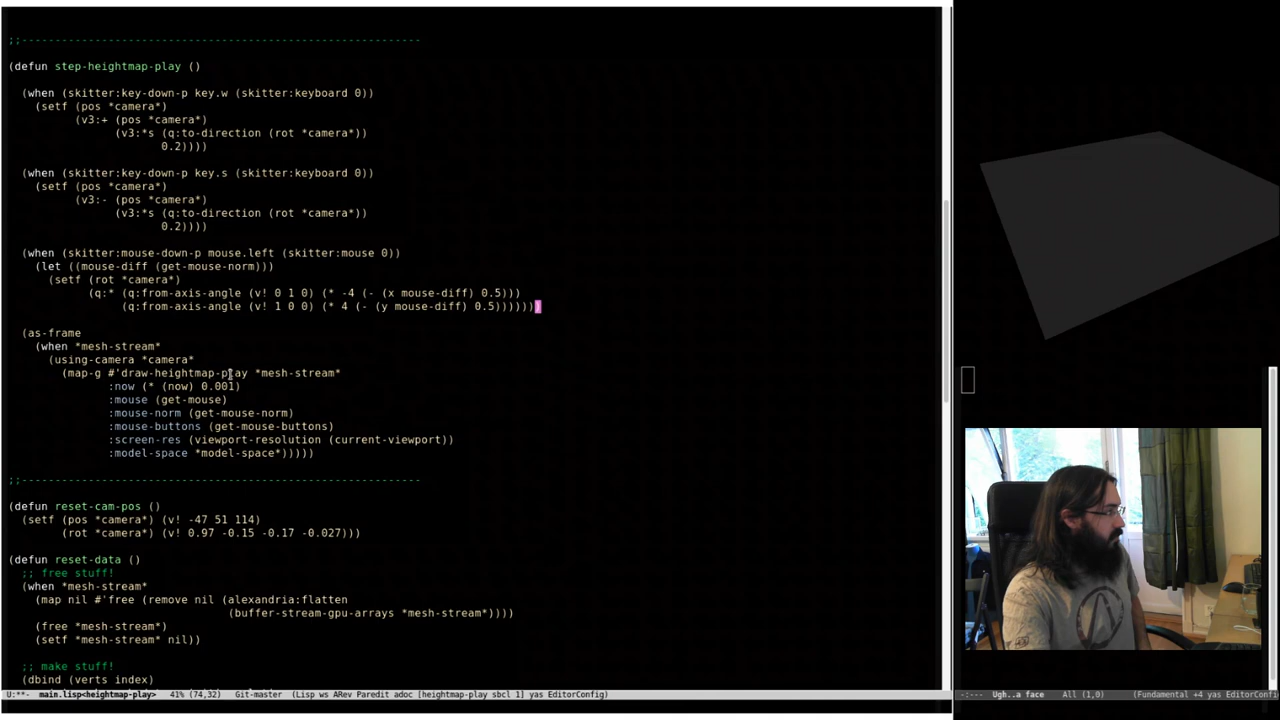 ;;------------------------------------------------------------
(defun step-heightmap-play ()
(when (skitter:key-down-p key.w (skitter:keyboard 0))
(setf (pos *camera*)
(v3:+ (pos *camera*)
(v3:*s (q:to-direction (rot *camera*))
0.2))))
(when (skitter:key-down-p key.s (skitter:keyboard 0))
(setf (pos *camera*)
(v3:- (pos *camera*)
(v3:*s (q:to-direction (rot *camera*))
0.2))))
(when (skitter:mouse-down-p mouse.left (skitter:mouse 0))
(let ((mouse-diff (get-mouse-norm)))
(setf (rot *camera*)
(q:* (q:from-axis-angle (v! 0 1 0) (* -4 (- (x mouse-diff) 0.5)))
(q:from-axis-angle (v! 1 0 0) (* 4 (- (y mouse-diff) 0.5)))))))
(as-frame
(when *mesh-stream*
(using-camera *camera*
(map-g #'draw-heightmap-play *mesh-stream*
:now (* (now) 0.001)
:mouse (get-mouse)
:mouse-norm (get-mouse-norm)
:mouse-buttons (get-mouse-buttons)
:screen-res (viewport-resolution (current-viewport))
:model-space *model-space*)))))
;;------------------------------------------------------------
(defun reset-cam-pos ()
(setf (pos *camera*) (v! -47 51 114)
(rot *camera*) (v! 0.97 -0.15 -0.17 -0.027)))
(defun reset-data ()
;; free stuff!
(when *mesh-stream*
(map nil #'free (remove nil (alexandria:flatten
(buffer-stream-gpu-arrays *mesh-stream*))))
(free *mesh-stream*)
(setf *mesh-stream* nil))
;; make stuff!
(dbind (verts index)
U:**- main.lisp<heightmap-play> 41% (74,32) Git-master (Lisp ws ARev Paredit adoc [heightmap-play sbcl 1] yas EditorConfig)
-:--- Ugh..a face All (1,0) (Fundamental +4 yas EditorConfi